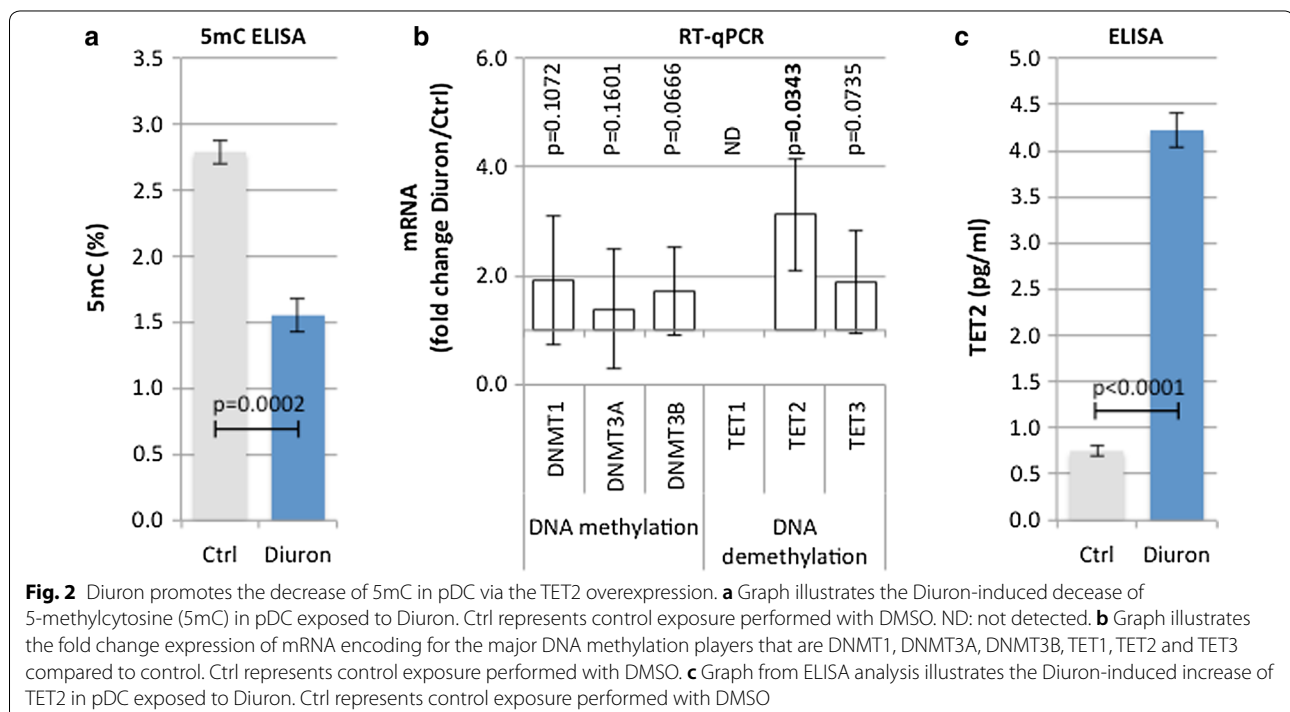 a
5mC ELISA
3.5
3.0
2.5
2.0
1.5
1.0
0.5
0.0
5mC (%)
p=0.0002
Ctrl
Diuron
b
RT-qPCR
6.0
4.0
2.0
0.0
mRNA
(fold change Diuron/Ctrl)
p=0.1072
P=0.1601
P=0.0666
ND
p=0.0343
p=0.0735
DNMT1
DNMT3A
DNMT3B
TET1
TET2
TET3
DNA methylation
DNA
demethylation
c
ELISA
5.0
4.5
4.0
3.5
3.0
2.5
2.0
1.5
1.0
0.5
0.0
TET2 (pg/ml)
p<0.0001
Ctrl
Diuron
Fig. 2 Diuron promotes the decrease of 5mC in pDC via the TET2 overexpression. a Graph illustrates the Diuron-induced decease of
5-methylcytosine (5mC) in pDC exposed to Diuron. Ctrl represents control exposure performed with DMSO. ND: not detected. b Graph illustrates
the fold change expression of mRNA encoding for the major DNA methylation players that are DNMT1, DNMT3A, DNMT3B, TET1, TET2 and TET3
compared to control. Ctrl represents control exposure performed with DMSO. c Graph from ELISA analysis illustrates the Diuron-induced increase of
TET2 in pDC exposed to Diuron. Ctrl represents control exposure performed with DMSO